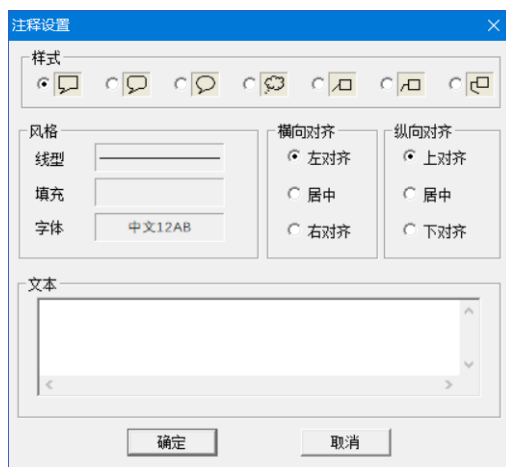 注释设置
样式
风格
线型
填充
字体 中文12AB
横向对齐
左对齐
居中
右对齐
纵向对齐
上对齐
居中
下对齐
文本
确定 取消